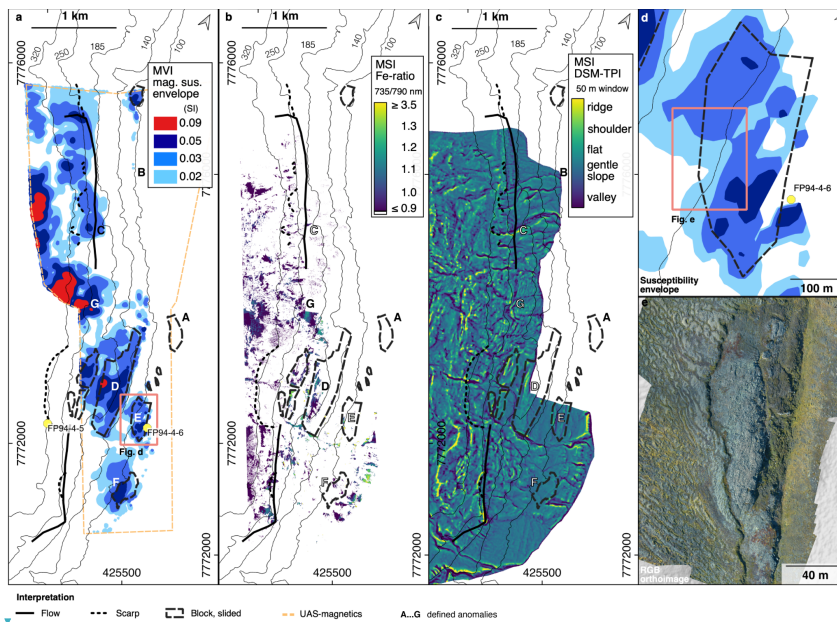 a
1 km
320
250
185
140
100
7776000
MVI
mag. sus.
envelope
(SI)
0.09
0.05
0.03
0.02
B
C
G
A
D
E
FP94-4-5
FP94-4-6
Fig. d
F
7772000
425500
b
1 km
320
250
185
140
100
7776000
MSI
Fe-ratio
735/790 nm
≥ 3.5
1.3
1.2
1.1
1.0
≤ 0.9
B
C
G
A
D
E
F
7772000
7772000
425500
c
1 km
320
250
185
140
100
MSI
DSM-TPI
50 m window
ridge
shoulder
flat
gentle
slope
valley
7776000
B
C
G
A
D
E
F
7772000
425500
d
Fig. e
FP94-4-6
Susceptibility
envelope
100 m
e
RGB
orthoimage
40 m
Interpretation
Flow
Scarp
Block, slided
UAS-magnetics
A...G defined anomalies